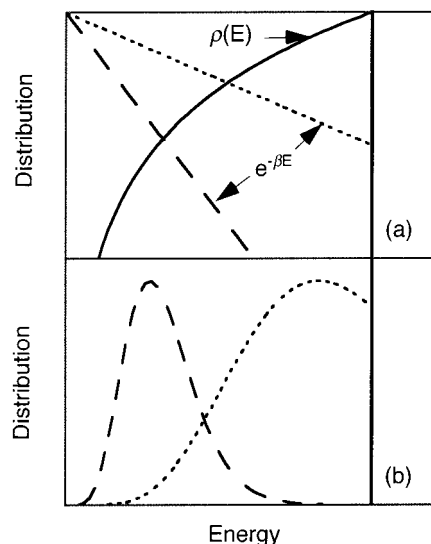 ρ(E)
Distribution
e-βE
(a)
Distribution
(b)
Energy